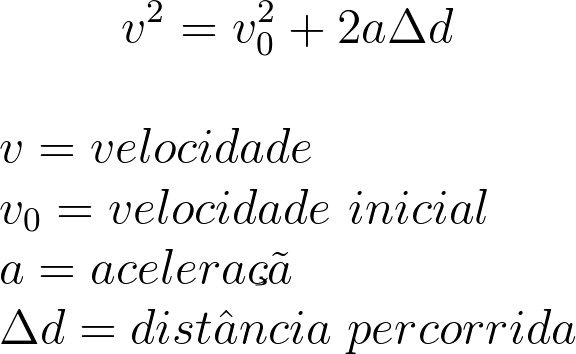 v² = v₀² + 2aΔd
v = velocidade
v₀ = velocidade inicial
a = aceleraçã
Δd = distância percorrida